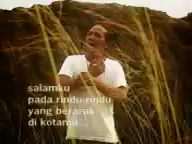 salamku
pada rindu-rindu
yang berarak
di kotamu